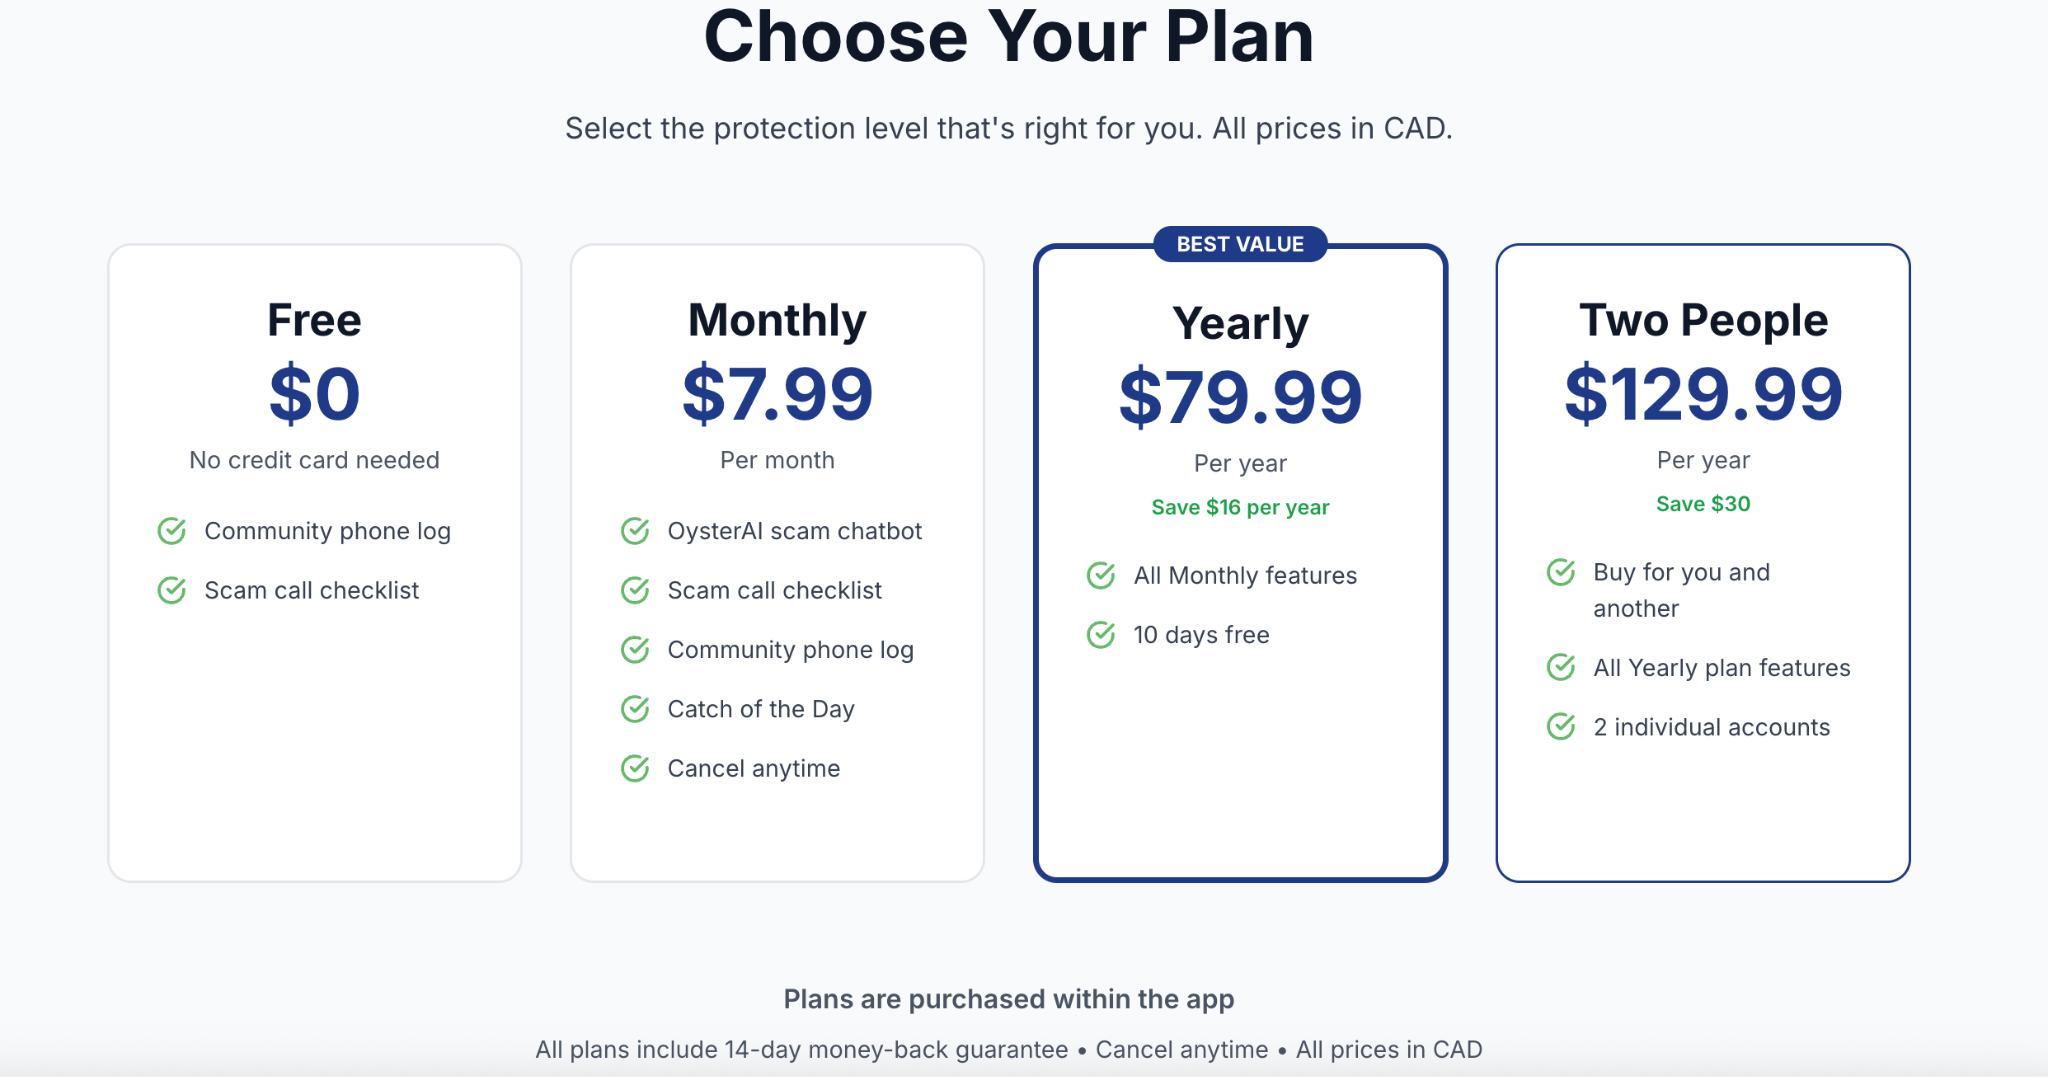 Choose Your Plan
Select the protection level that's right for you. All prices in CAD.
Free
$0
No credit card needed
Community phone log
Scam call checklist
Monthly
$7.99
Per month
OysterAI scam chatbot
Scam call checklist
Community phone log
Catch of the Day
Cancel anytime
BEST VALUE
Yearly
$79.99
Per year
Save $16 per year
All Monthly features
10 days free
Two People
$129.99
Per year
Save $30
Buy for you and
another
All Yearly plan features
2 individual accounts
Plans are purchased within the app
All plans include 14-day money-back guarantee • Cancel anytime • All prices in CAD